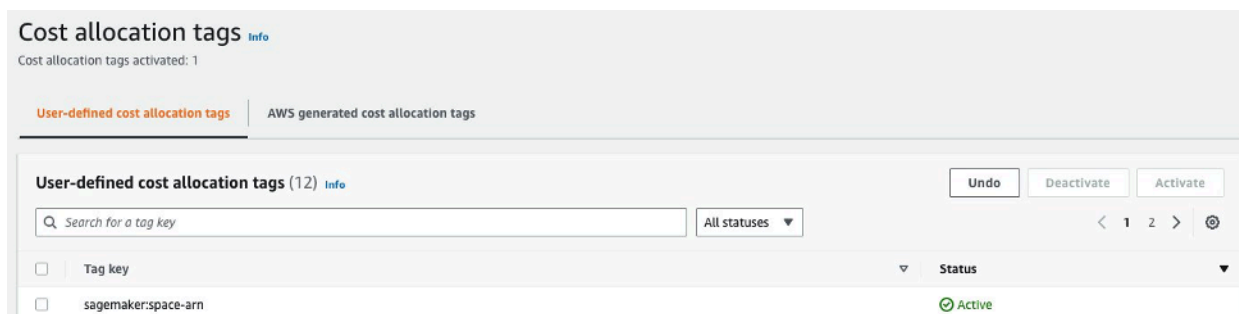 Cost allocation tags Info
Cost allocation tags activated: 1
User-defined cost allocation tags AWS generated cost allocation tags
User-defined cost allocation tags (12) Info Undo Deactivate Activate
Search for a tag key All statuses 1 2
Tag key Status
sagemaker:space-arn Active